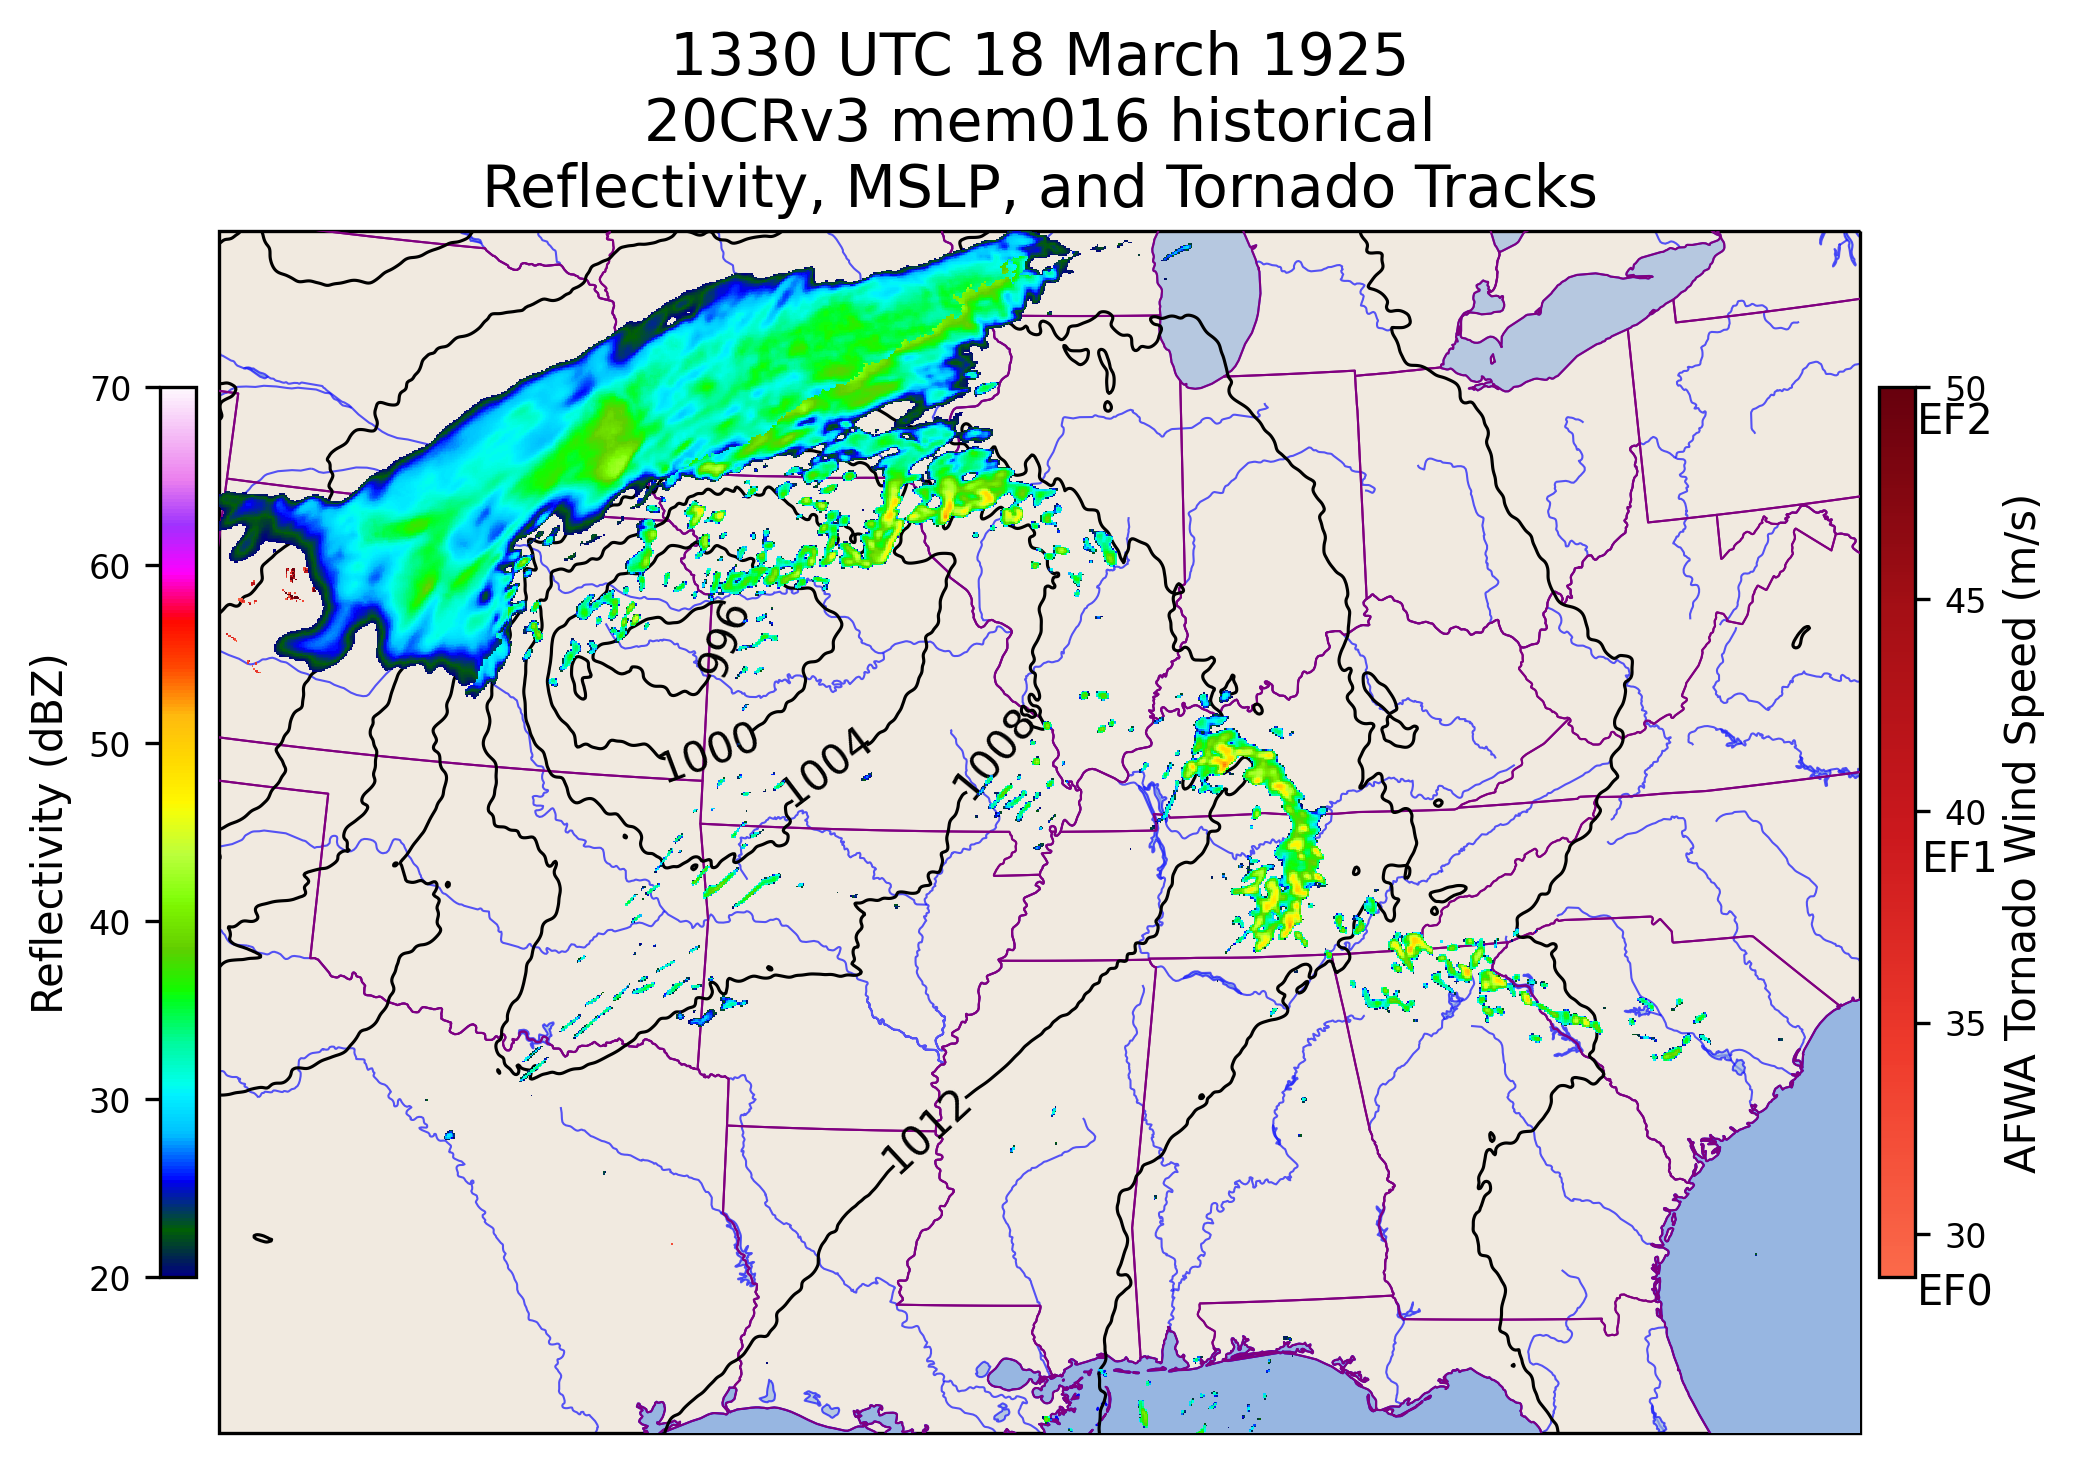 1330 UTC 18 March 1925
20CRv3 mem016 historical
Reflectivity, MSLP, and Tornado Tracks
70
60
50
40
30
20
Reflectivity (dBZ)
996
1000
1004
1008
1012
50
EF2
45
40
EF1
35
30
EF0
AFWA Tornado Wind Speed (m/s)